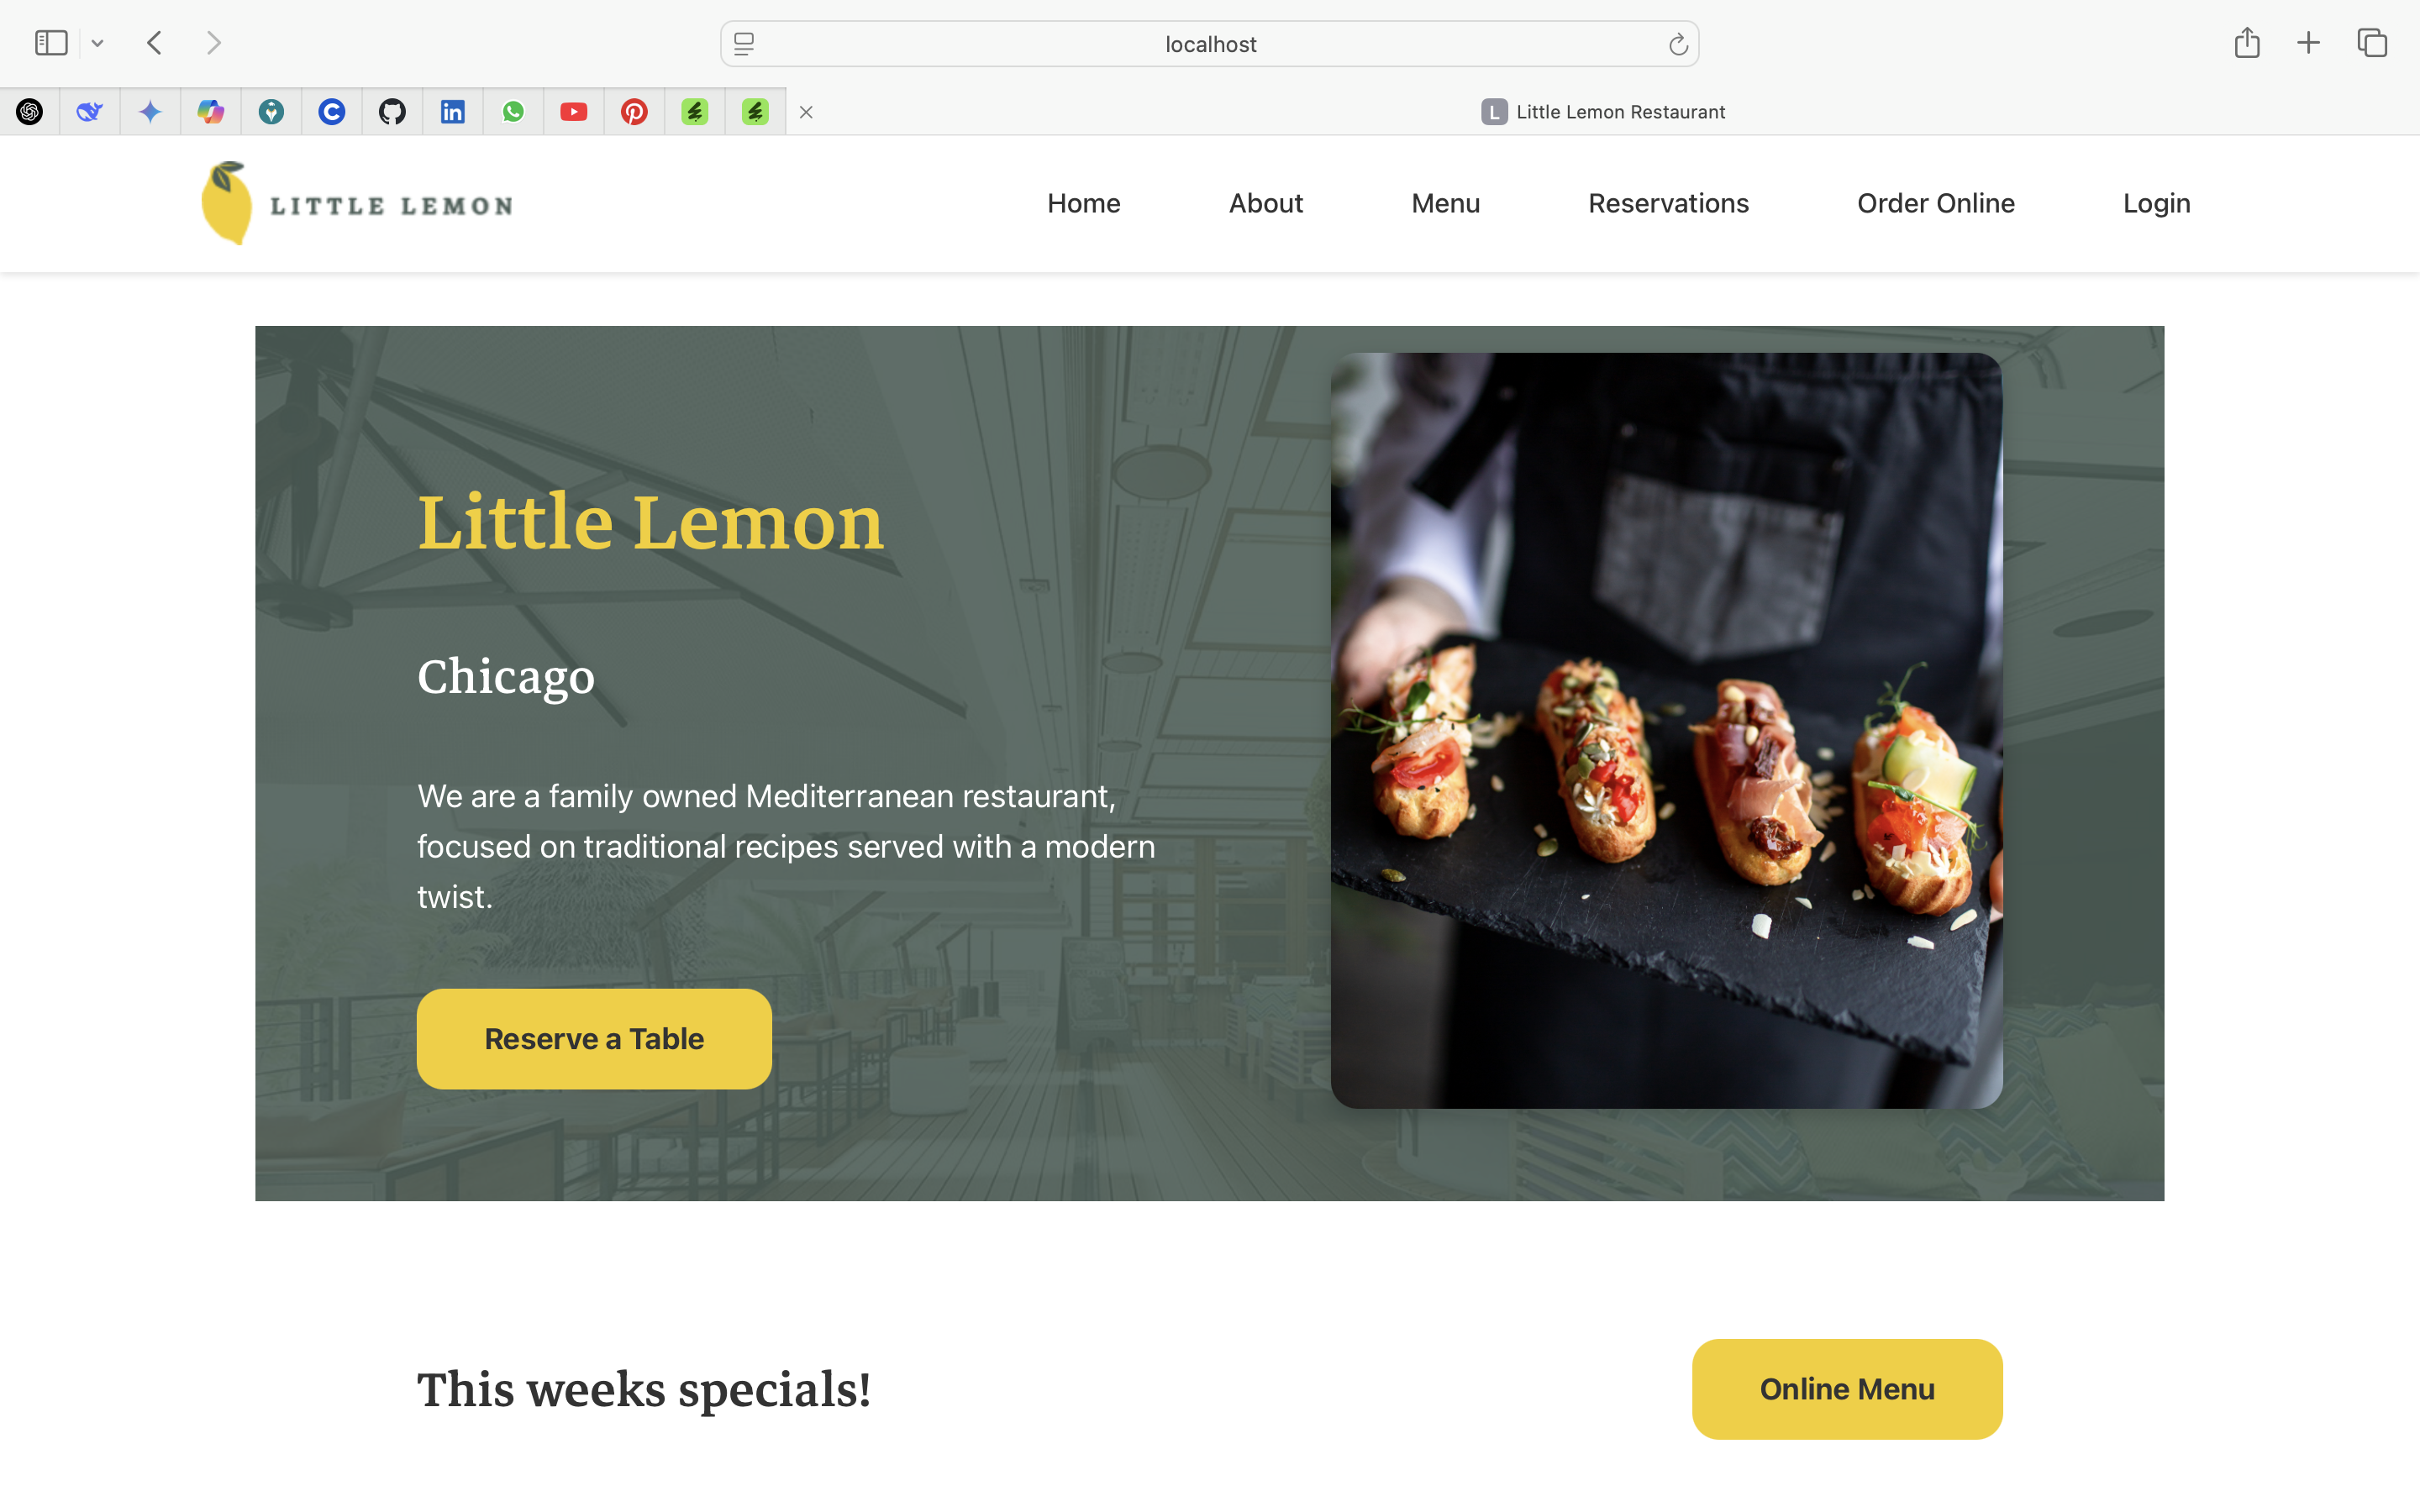 localhost
L Little Lemon Restaurant
LITTLE LEMON
Home About Menu Reservations Order Online Login
Little Lemon
Chicago
We are a family owned Mediterranean restaurant,
focused on traditional recipes served with a modern
twist.
Reserve a Table
This weeks specials!
Online Menu